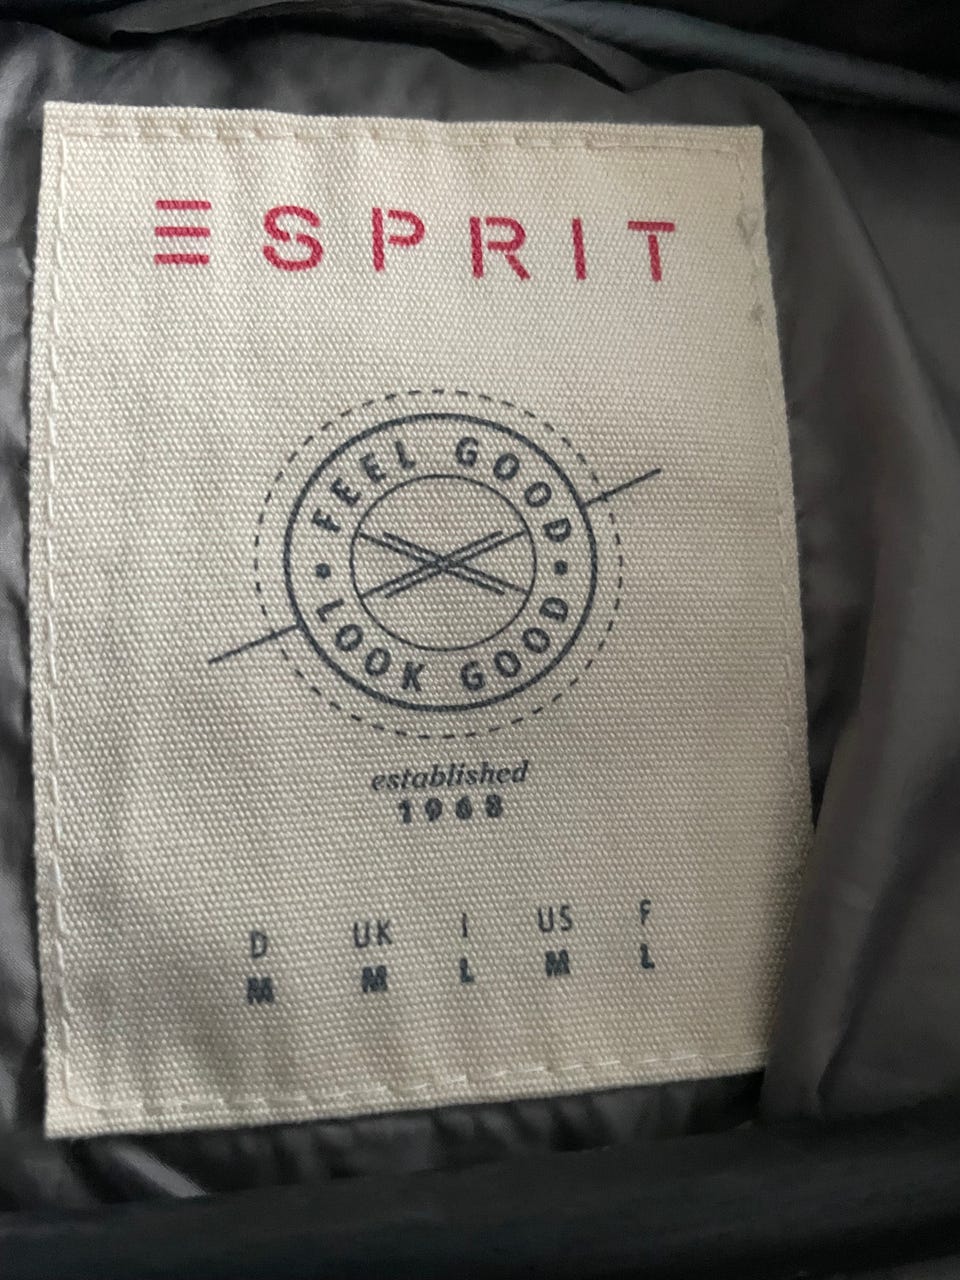 ESPRIT
FEEL GOOD
• LOOK GOOD •
established
1968
D UK I US F
M M L M L